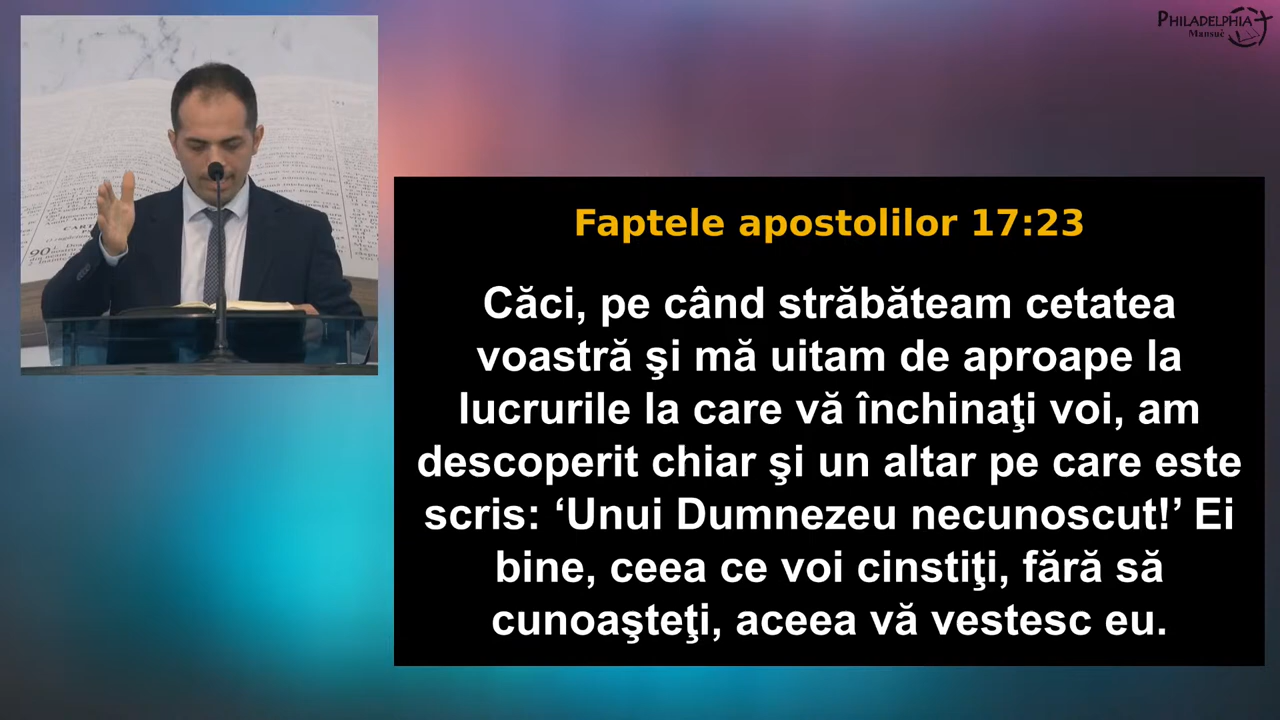 PHILADELPHIA
Mansuè
Faptele apostolilor 17:23
Căci, pe când străbăteam cetatea
voastră şi mă uitam de aproape la
lucrurile la care vă închinaţi voi, am
descoperit chiar şi un altar pe care este
scris: ‘Unui Dumnezeu necunoscut!’ Ei
bine, ceea ce voi cinstiţi, fără să
cunoaşteţi, aceea vă vestesc eu.